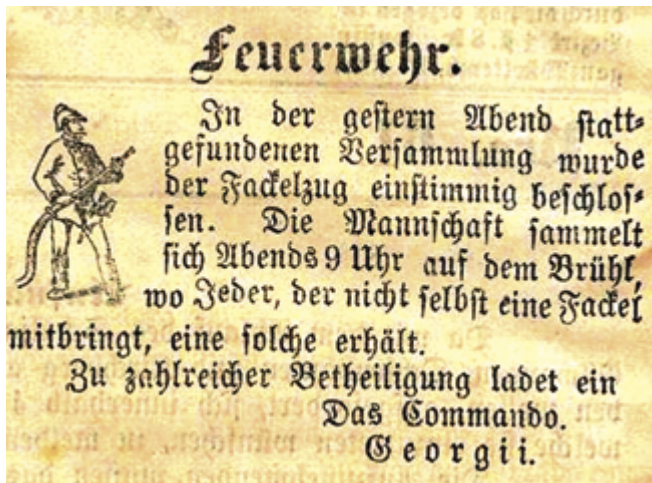 Feuerwehr.
In der gestern Abend statt-
gefundenen Versammlung wurde
der Fackelzug einstimmig beschlos-
sen. Die Mannschaft sammelt
sich Abends 9 Uhr auf dem Brühl,
wo Jeder, der nicht selbst eine Fackel
mitbringt, eine solche erhält.
Zu zahlreicher Betheiligung ladet ein
Das Commando.
Georgii.